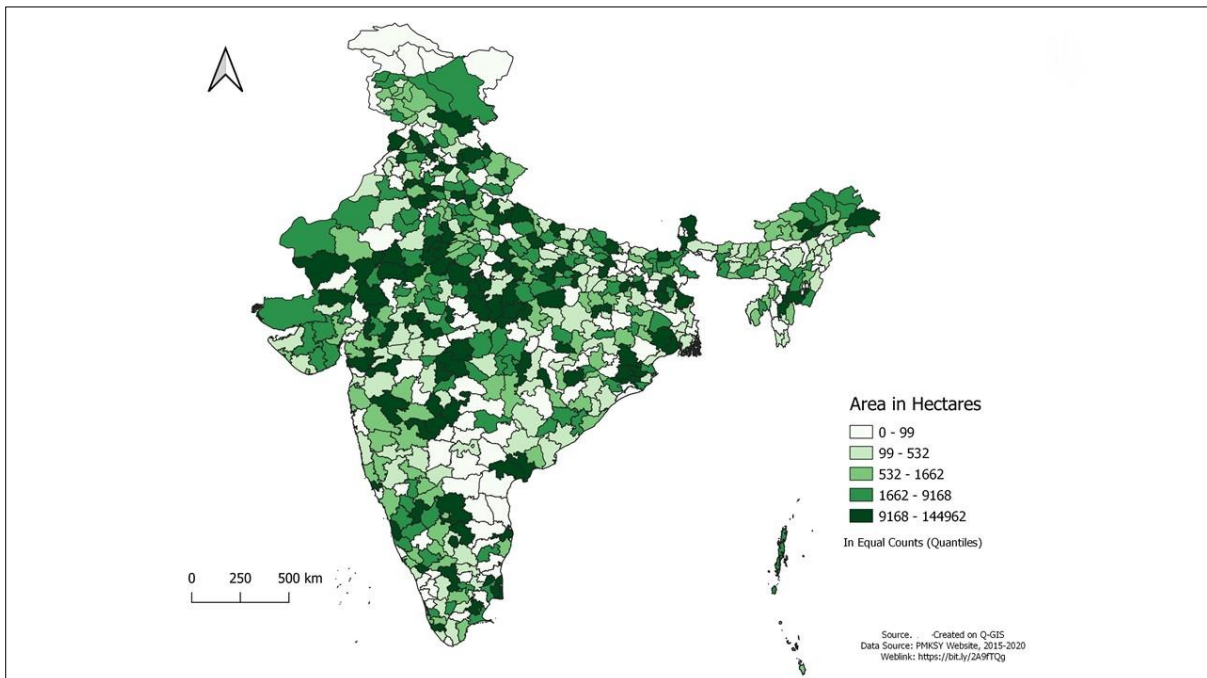 Area in Hectares
0 - 99
99 - 532
532 - 1662
1662 - 9168
9168 - 144962
In Equal Counts (Quantiles)
0 250 500 km
Source. -Created on Q-GIS
Data Source: PMKSY Website, 2015-2020
Weblink: https://bit.ly/2A9fTQg